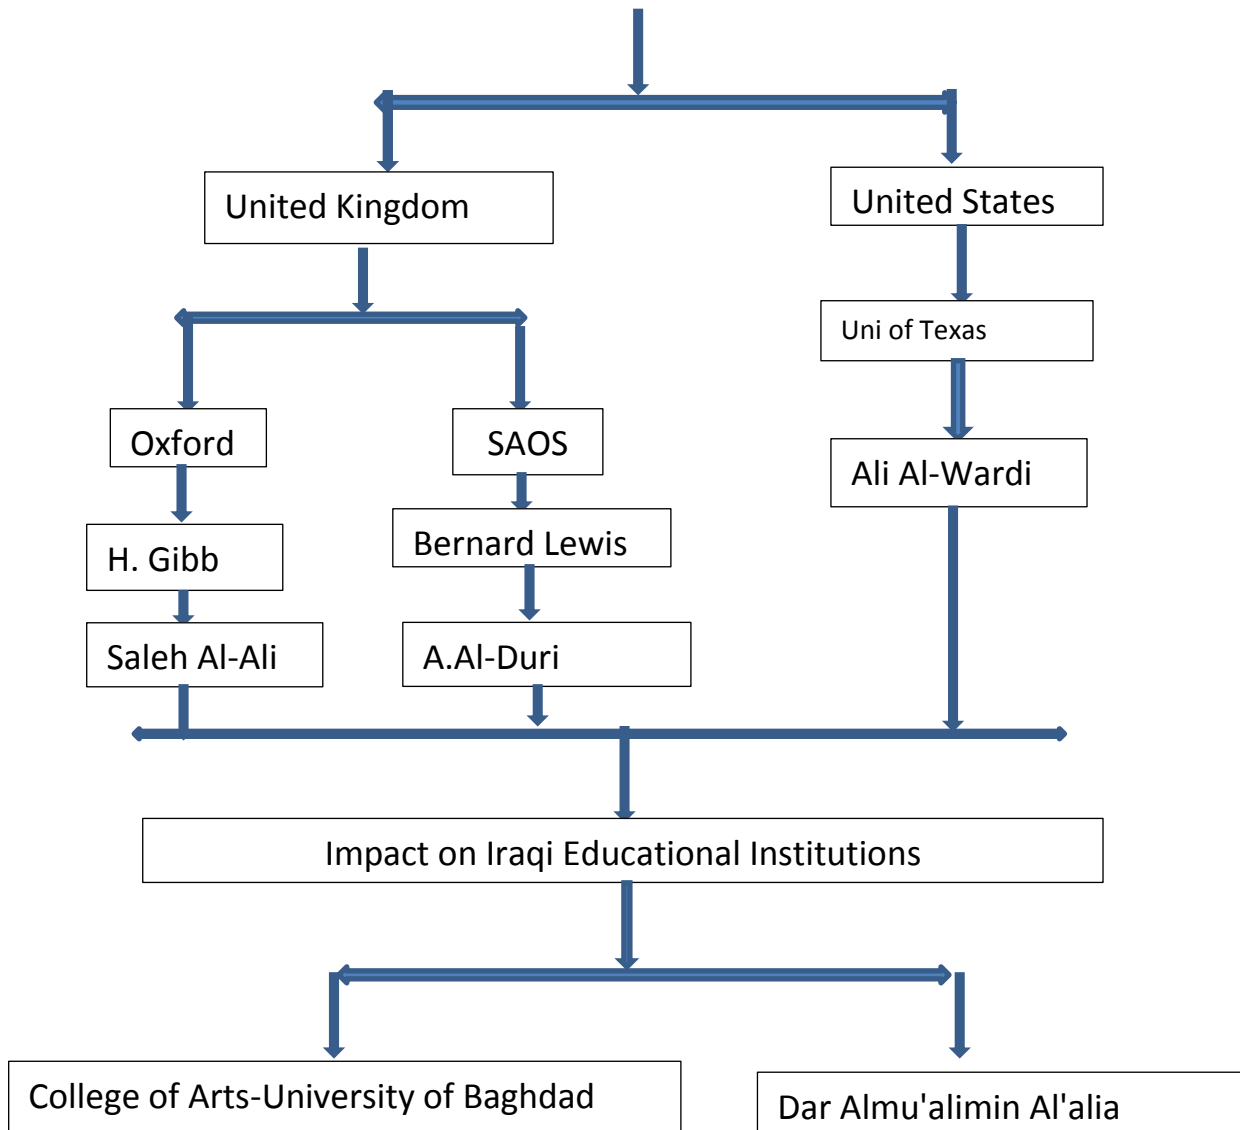 United Kingdom
United States
Uni of Texas
Oxford
SAOS
Ali Al-Wardi
H. Gibb
Bernard Lewis
Saleh Al-Ali
A.Al-Duri
Impact on Iraqi Educational Institutions
College of Arts-University of Baghdad
Dar Almu'alimin Al'alia